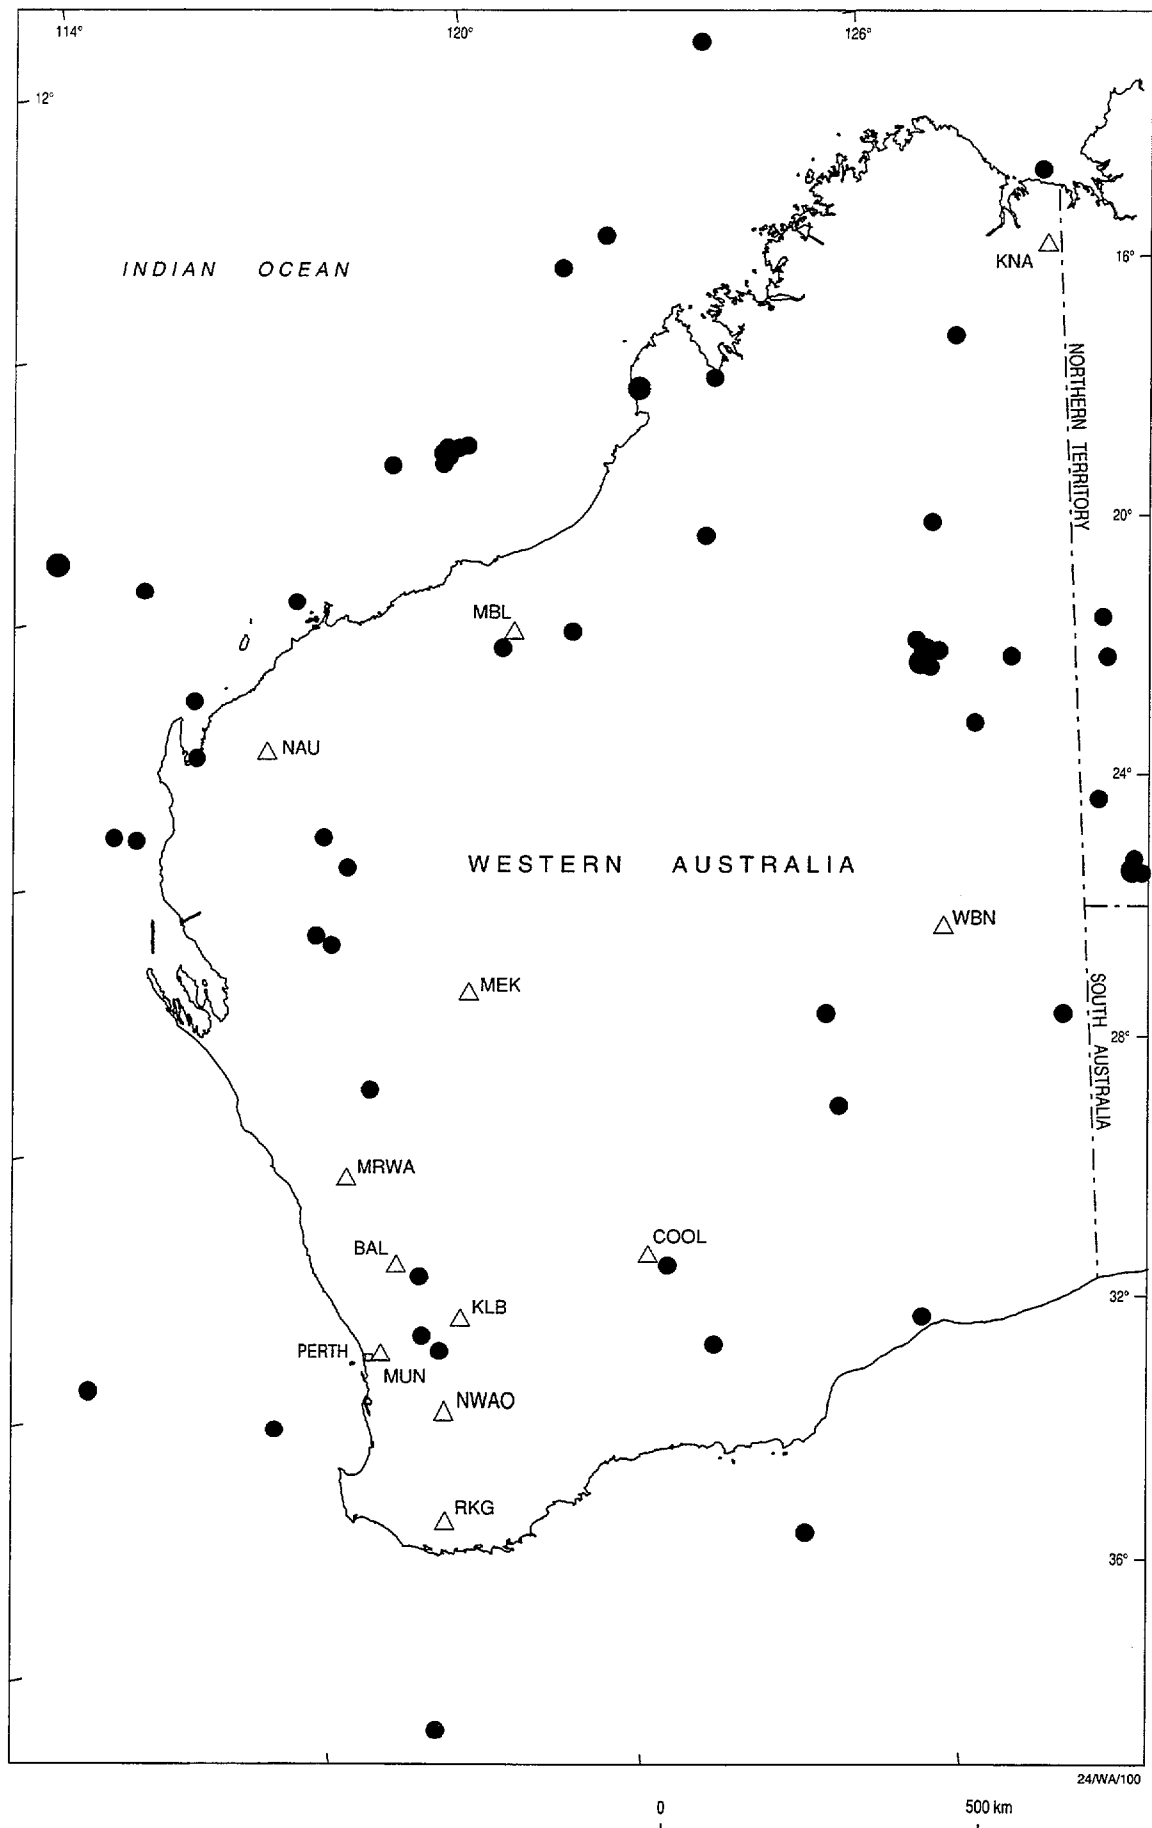 114° 120° 126°
12°
INDIAN OCEAN
KNA
16°
NORTHERN TERRITORY
20°
MBL
NAU
24°
WESTERN AUSTRALIA
WBN
MEK
SOUTH AUSTRALIA
28°
MRWA
COOL
BAL
32°
KLB
PERTH
MUN
NWAO
RKG
36°
24/WA/100
0 500 km